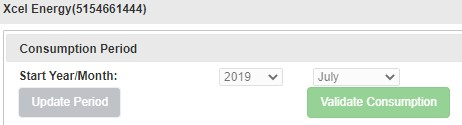 Xcel Energy(5154661444)
Consumption Period
Start Year/Month: 2019 July
Update Period Validate Consumption